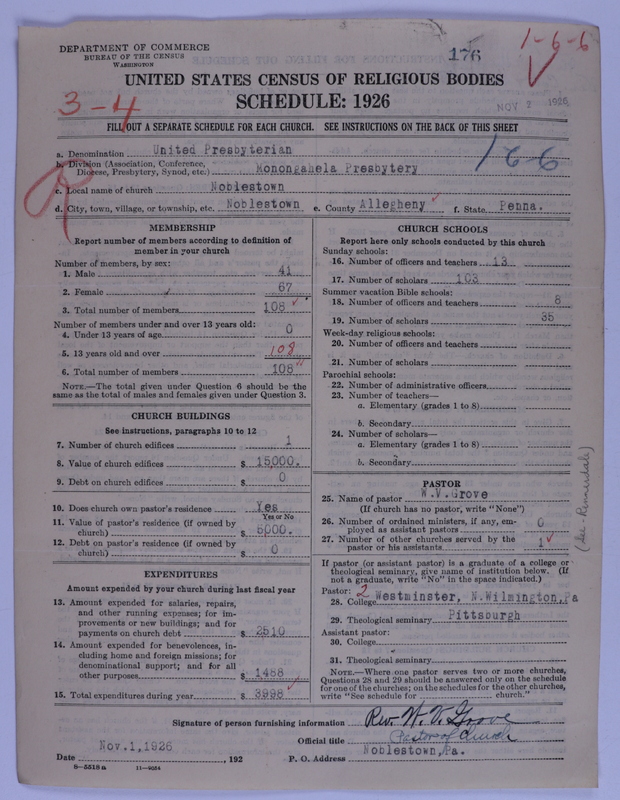 DEPARTMENT OF COMMERCE
BUREAU OF THE CENSUS
WASHINGTON
176
1-6-6
UNITED STATES CENSUS OF RELIGIOUS BODIES
SCHEDULE: 1926
3-4
NOV 2 1926
FILL OUT A SEPARATE SCHEDULE FOR EACH CHURCH. SEE INSTRUCTIONS ON THE BACK OF THIS SHEET
a. Denomination United Presbyterian
b. Division (Association, Conference, Diocese, Presbytery, Synod, etc.) Monongahela Presbytery
166
c. Local name of church Noblestown
d. City, town, village, or township, etc. Noblestown e. County Allegheny f. State Penna.
MEMBERSHIP
Report number of members according to definition of
member in your church
Number of members, by sex:
1. Male 41
2. Female 67
3. Total number of members 108
Number of members under and over 13 years old:
4. Under 13 years of age 0
5. 13 years old and over 108
6. Total number of members 108
NOTE.—The total given under Question 6 should be
same as the total of males and females given under Question 3.
CHURCH BUILDINGS
See instructions, paragraphs 10 to 12
7. Number of church edifices 1
8. Value of church edifices $ 15000.
9. Debt on church edifices $ 0
10. Does church own pastor's residence Yes
Yes or No
11. Value of pastor's residence (if owned by
church) $ 5000.
12. Debt on pastor's residence (if owned by
church) $ 0
EXPENDITURES
Amount expended by your church during last fiscal year
13. Amount expended for salaries, repairs,
and other running expenses; for im-
provements or new buildings; and for
payments on church debt $ 2510
14. Amount expended for benevolences, in-
cluding home and foreign missions; for
denominational support; and for all
other purposes $ 1488
15. Total expenditures during year $ 3998
CHURCH SCHOOLS
Report here only schools conducted by this church
Sunday schools:
16. Number of officers and teachers 13
17. Number of scholars 103
Summer vacation Bible schools:
18. Number of officers and teachers 8
19. Number of scholars 35
Week-day religious schools:
20. Number of officers and teachers
21. Number of scholars
Parochial schools:
22. Number of administrative officers
23. Number of teachers—
a. Elementary (grades 1 to 8)
b. Secondary
24. Number of scholars—
a. Elementary (grades 1 to 8)
b. Secondary
PASTOR
25. Name of pastor W.V.Grove
(If church has no pastor, write "None")
26. Number of ordained ministers, if any, em-
ployed as assistant pastors 0
27. Number of other churches served by the
pastor or his assistants 1
(see-Rennerdale)
If pastor (or assistant pastor) is a graduate of a college or
theological seminary, give name of institution below. (If
not a graduate, write "No" in the space indicated.)
Pastor: 2
28. College Westminster, N.Wilmington,Pa
29. Theological seminary Pittsburgh
Assistant pastor:
30. College
31. Theological seminary
NOTE.—Where one pastor serves two or more churches,
Questions 28 and 29 should be answered only on the schedule
for one of the churches; on the schedules for the other churches,
write "See schedule for church."
Signature of person furnishing information Rev. W. V. Grove
Official title Pastor of Church
Nov.1,1926
Date , 192 P. O. Address Noblestown,Pa.
8—5518 a 11—9054